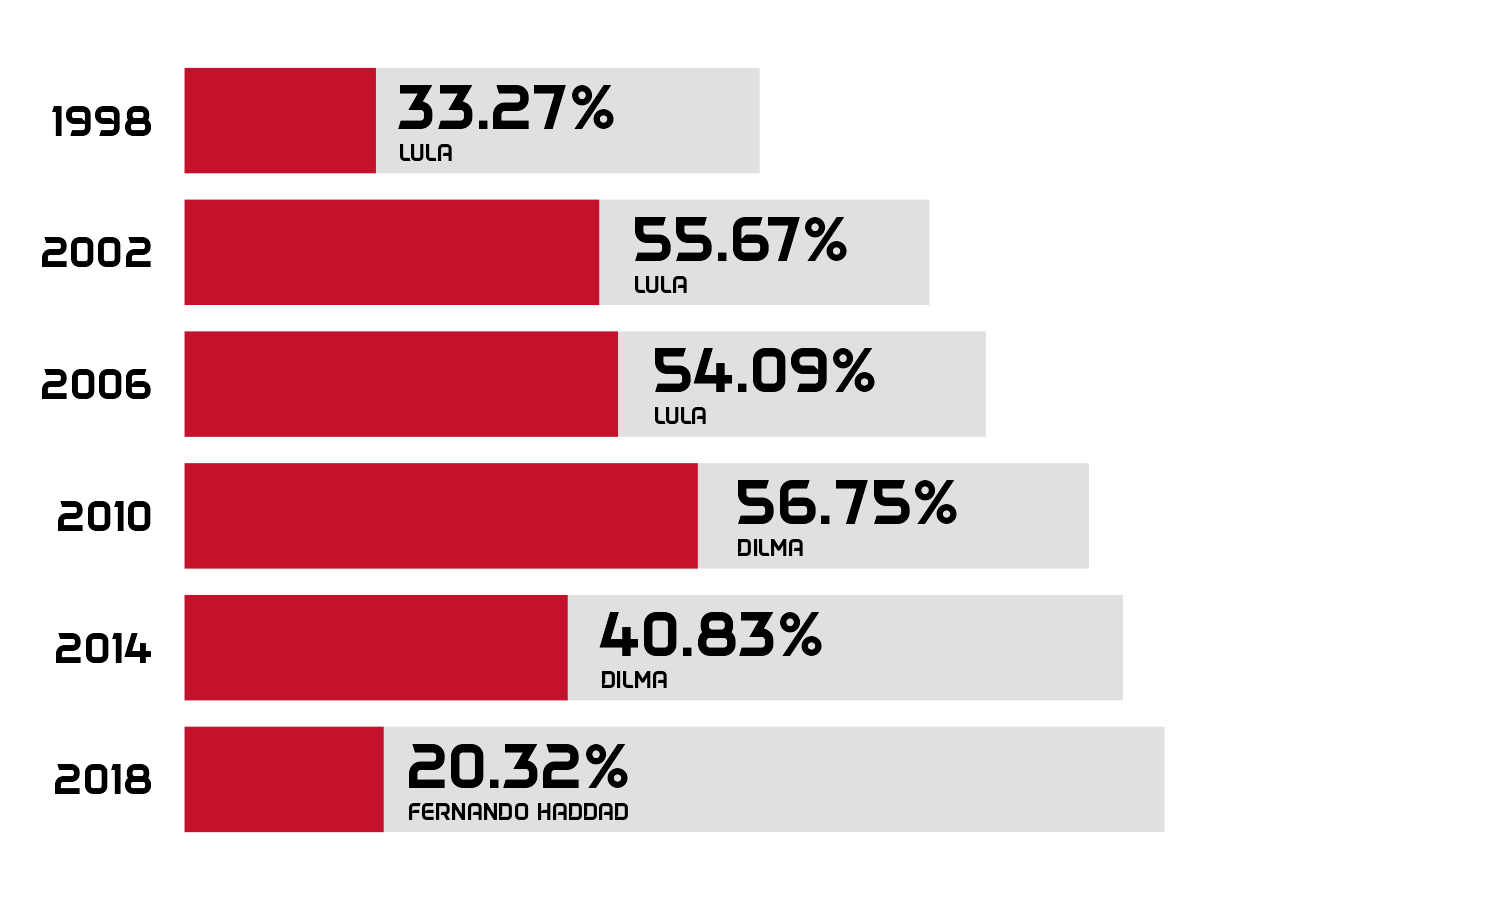 1998
33.27%
LULA
2002
55.67%
LULA
2006
54.09%
LULA
2010
56.75%
DILMA
2014
40.83%
DILMA
2018
20.32%
FERNANDO HADDAD